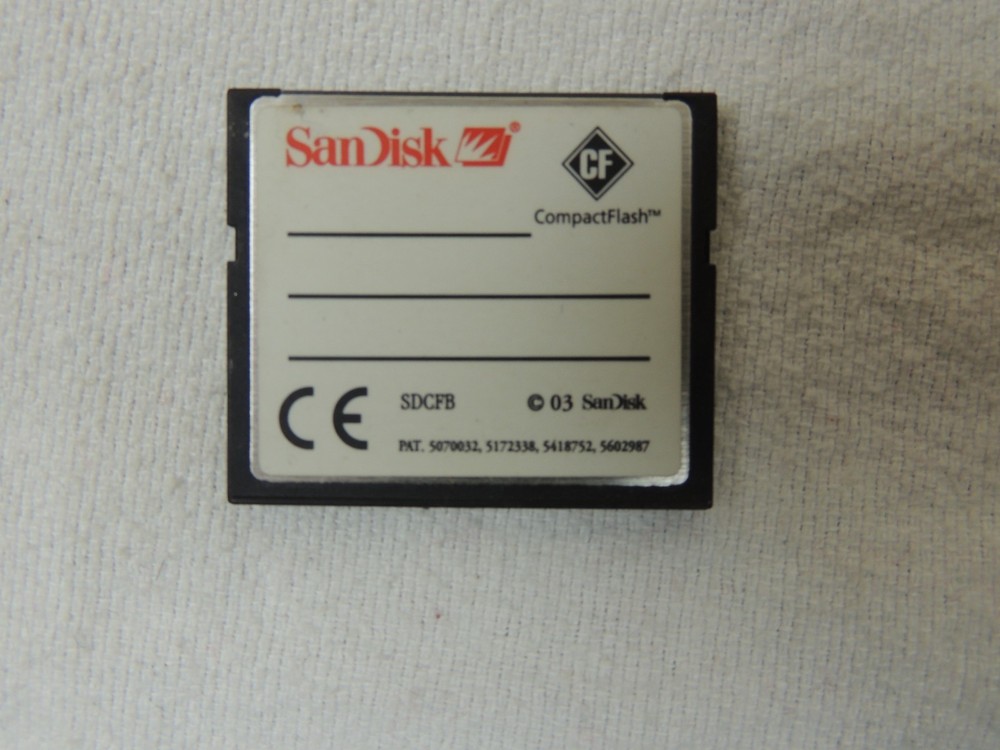 SanDisk®
CF
CompactFlash™
CE SDCFB © 03 SanDisk
PAT. 5070032, 5172338, 5418752, 5602987